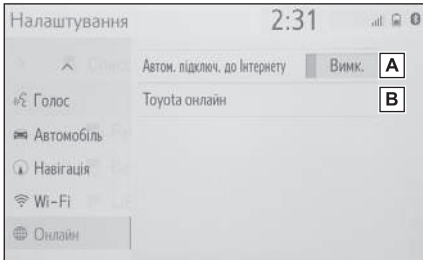 Налаштування 2:31
Автом. підключ. до Інтернету Вимк. A
Голос Toyota онлайн B
Автомобіль
Навігація
Wi-Fi
Онлайн